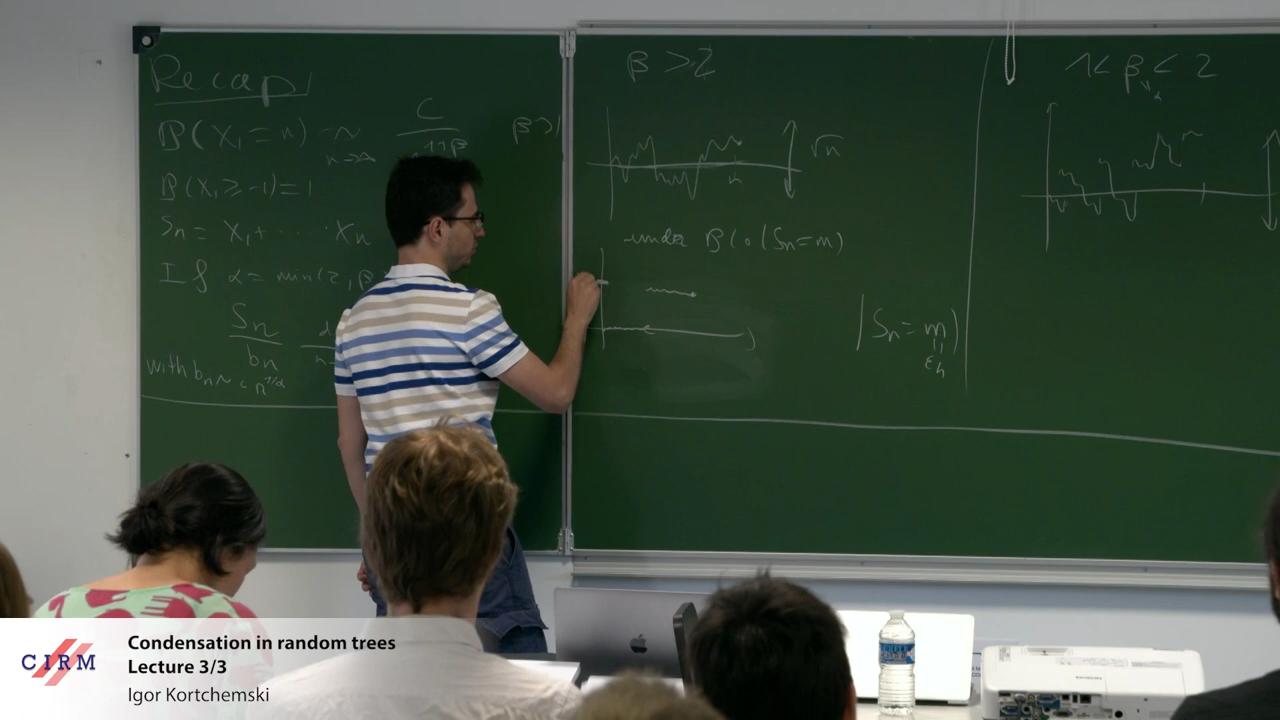 Recap
P(X₁=n) ~ C / n^{1+β} β>1
n→∞
P(X₁≥-1)=1
Sn = X₁+ ⋯ Xn
If α = min(2, β
Sn / bn
with bn ~ c n^{1/α}
β > 2
√n
n
under P( · | Sn=m)
| Sn = m)
εn
1< β < 2
CIRM
Condensation in random trees
Lecture 3/3
Igor Kortchemski